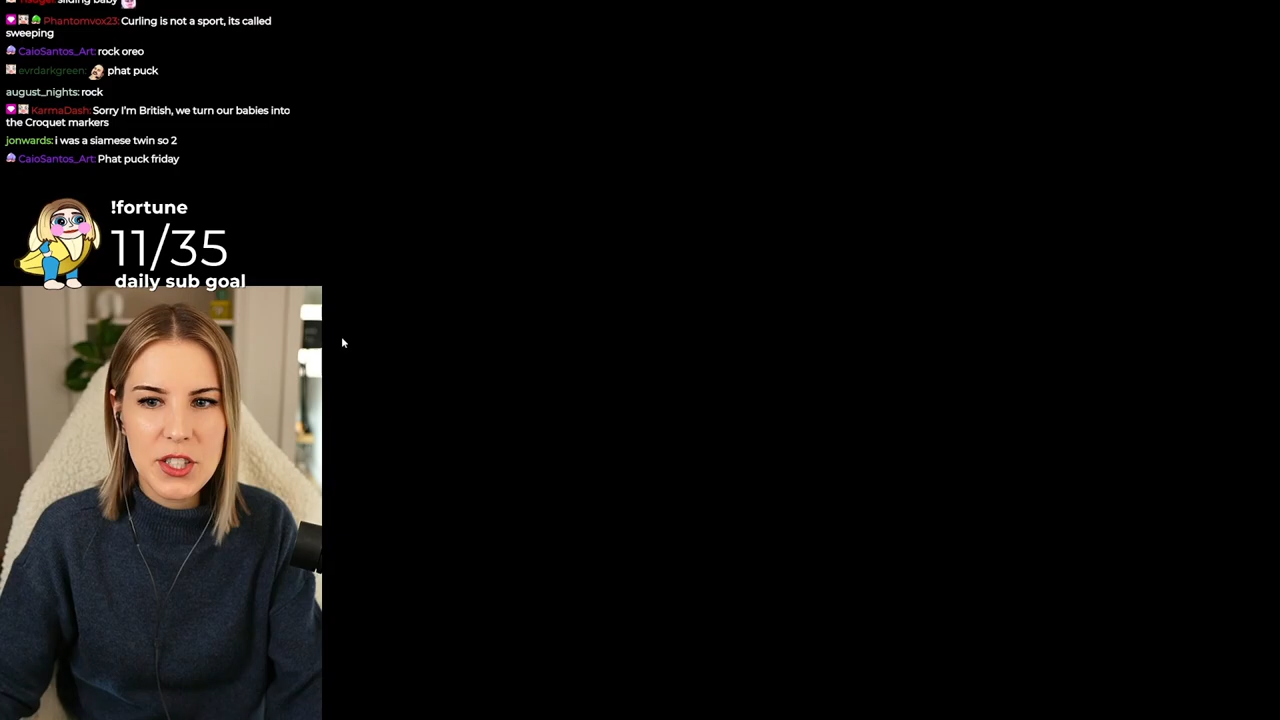 sliding baby
Phantomvox23: Curling is not a sport, its called
sweeping
CaioSantos_Art: rock oreo
evrdarkgreen: phat puck
august_nights: rock
KarmaDash: Sorry I'm British, we turn our babies into
the Croquet markers
jonwards: i was a siamese twin so 2
CaioSantos_Art: Phat puck friday
!fortune
11/35
daily sub goal